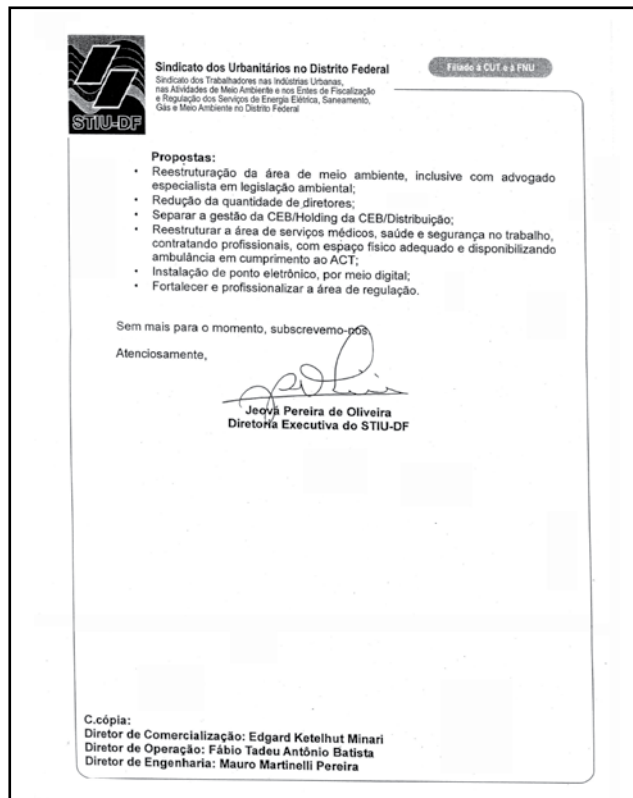 STIU-DF
Sindicato dos Urbanitários no Distrito Federal
Sindicato dos Trabalhadores nas Indústrias Urbanas,
nas Atividades de Meio Ambiente e nos Entes de Fiscalização
e Regulação dos Serviços de Energia Elétrica, Saneamento,
Gás e Meio Ambiente no Distrito Federal
Filiado à CUT e à FNU
Propostas:
· Reestruturação da área de meio ambiente, inclusive com advogado
especialista em legislação ambiental;
· Redução da quantidade de diretores;
· Separar a gestão da CEB/Holding da CEB/Distribuição;
· Reestruturar a área de serviços médicos, saúde e segurança no trabalho,
contratando profissionais, com espaço fisico adequado e disponibilizando
ambulância em cumprimento ao ACT;
· Instalação de ponto eletrônico, por meio digital;
· Fortalecer e profissionalizar a área de regulação.
Sem mais para o momento, subscrevemo-nos,
Atenciosamente,
Jeová Pereira de Oliveira
Diretoria Executiva do STIU-DF
C.cópia:
Diretor de Comercialização: Edgard Ketelhut Minari
Diretor de Operação: Fábio Tadeu Antônio Batista
Diretor de Engenharia: Mauro Martinelli Pereira